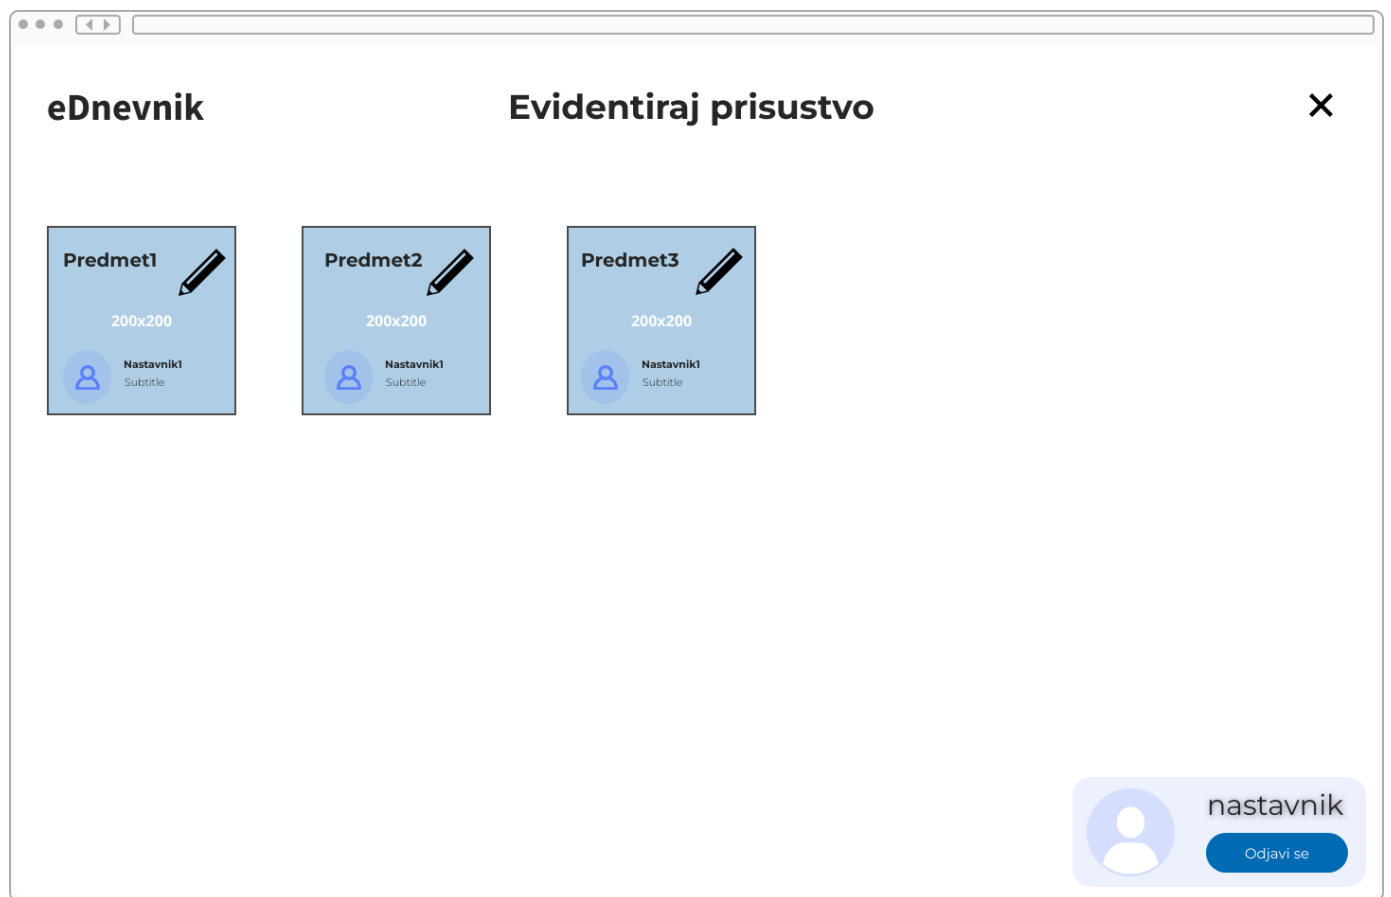 eDnevnik
Evidentiraj prisustvo
Predmet1
200x200
Nastavnik1
Subtitle
Predmet2
200x200
Nastavnik1
Subtitle
Predmet3
200x200
Nastavnik1
Subtitle
nastavnik
Odjavi se